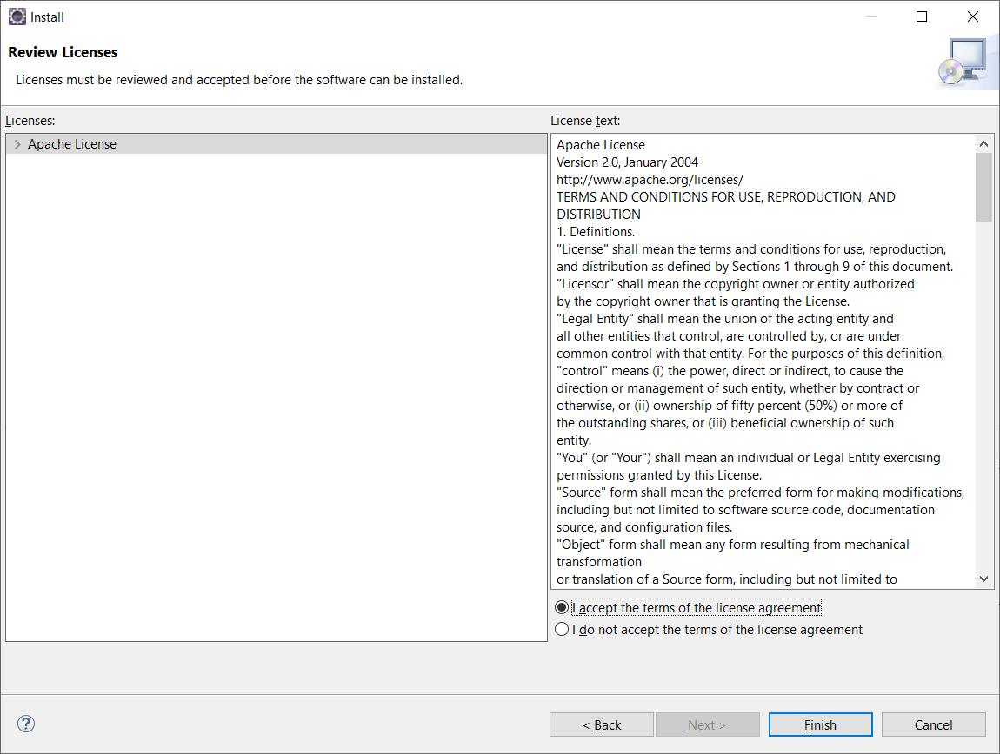 Install
Review Licenses
Licenses must be reviewed and accepted before the software can be installed.
Licenses:
Apache License
License text:
Apache License
Version 2.0, January 2004
http://www.apache.org/licenses/
TERMS AND CONDITIONS FOR USE, REPRODUCTION, AND
DISTRIBUTION
1. Definitions.
"License" shall mean the terms and conditions for use, reproduction,
and distribution as defined by Sections 1 through 9 of this document.
"Licensor" shall mean the copyright owner or entity authorized
by the copyright owner that is granting the License.
"Legal Entity" shall mean the union of the acting entity and
all other entities that control, are controlled by, or are under
common control with that entity. For the purposes of this definition,
"control" means (i) the power, direct or indirect, to cause the
direction or management of such entity, whether by contract or
otherwise, or (ii) ownership of fifty percent (50%) or more of
the outstanding shares, or (iii) beneficial ownership of such
entity.
"You" (or "Your") shall mean an individual or Legal Entity exercising
permissions granted by this License.
"Source" form shall mean the preferred form for making modifications,
including but not limited to software source code, documentation
source, and configuration files.
"Object" form shall mean any form resulting from mechanical
transformation
or translation of a Source form, including but not limited to
I accept the terms of the license agreement
I do not accept the terms of the license agreement
?
< Back
Next >
Finish
Cancel